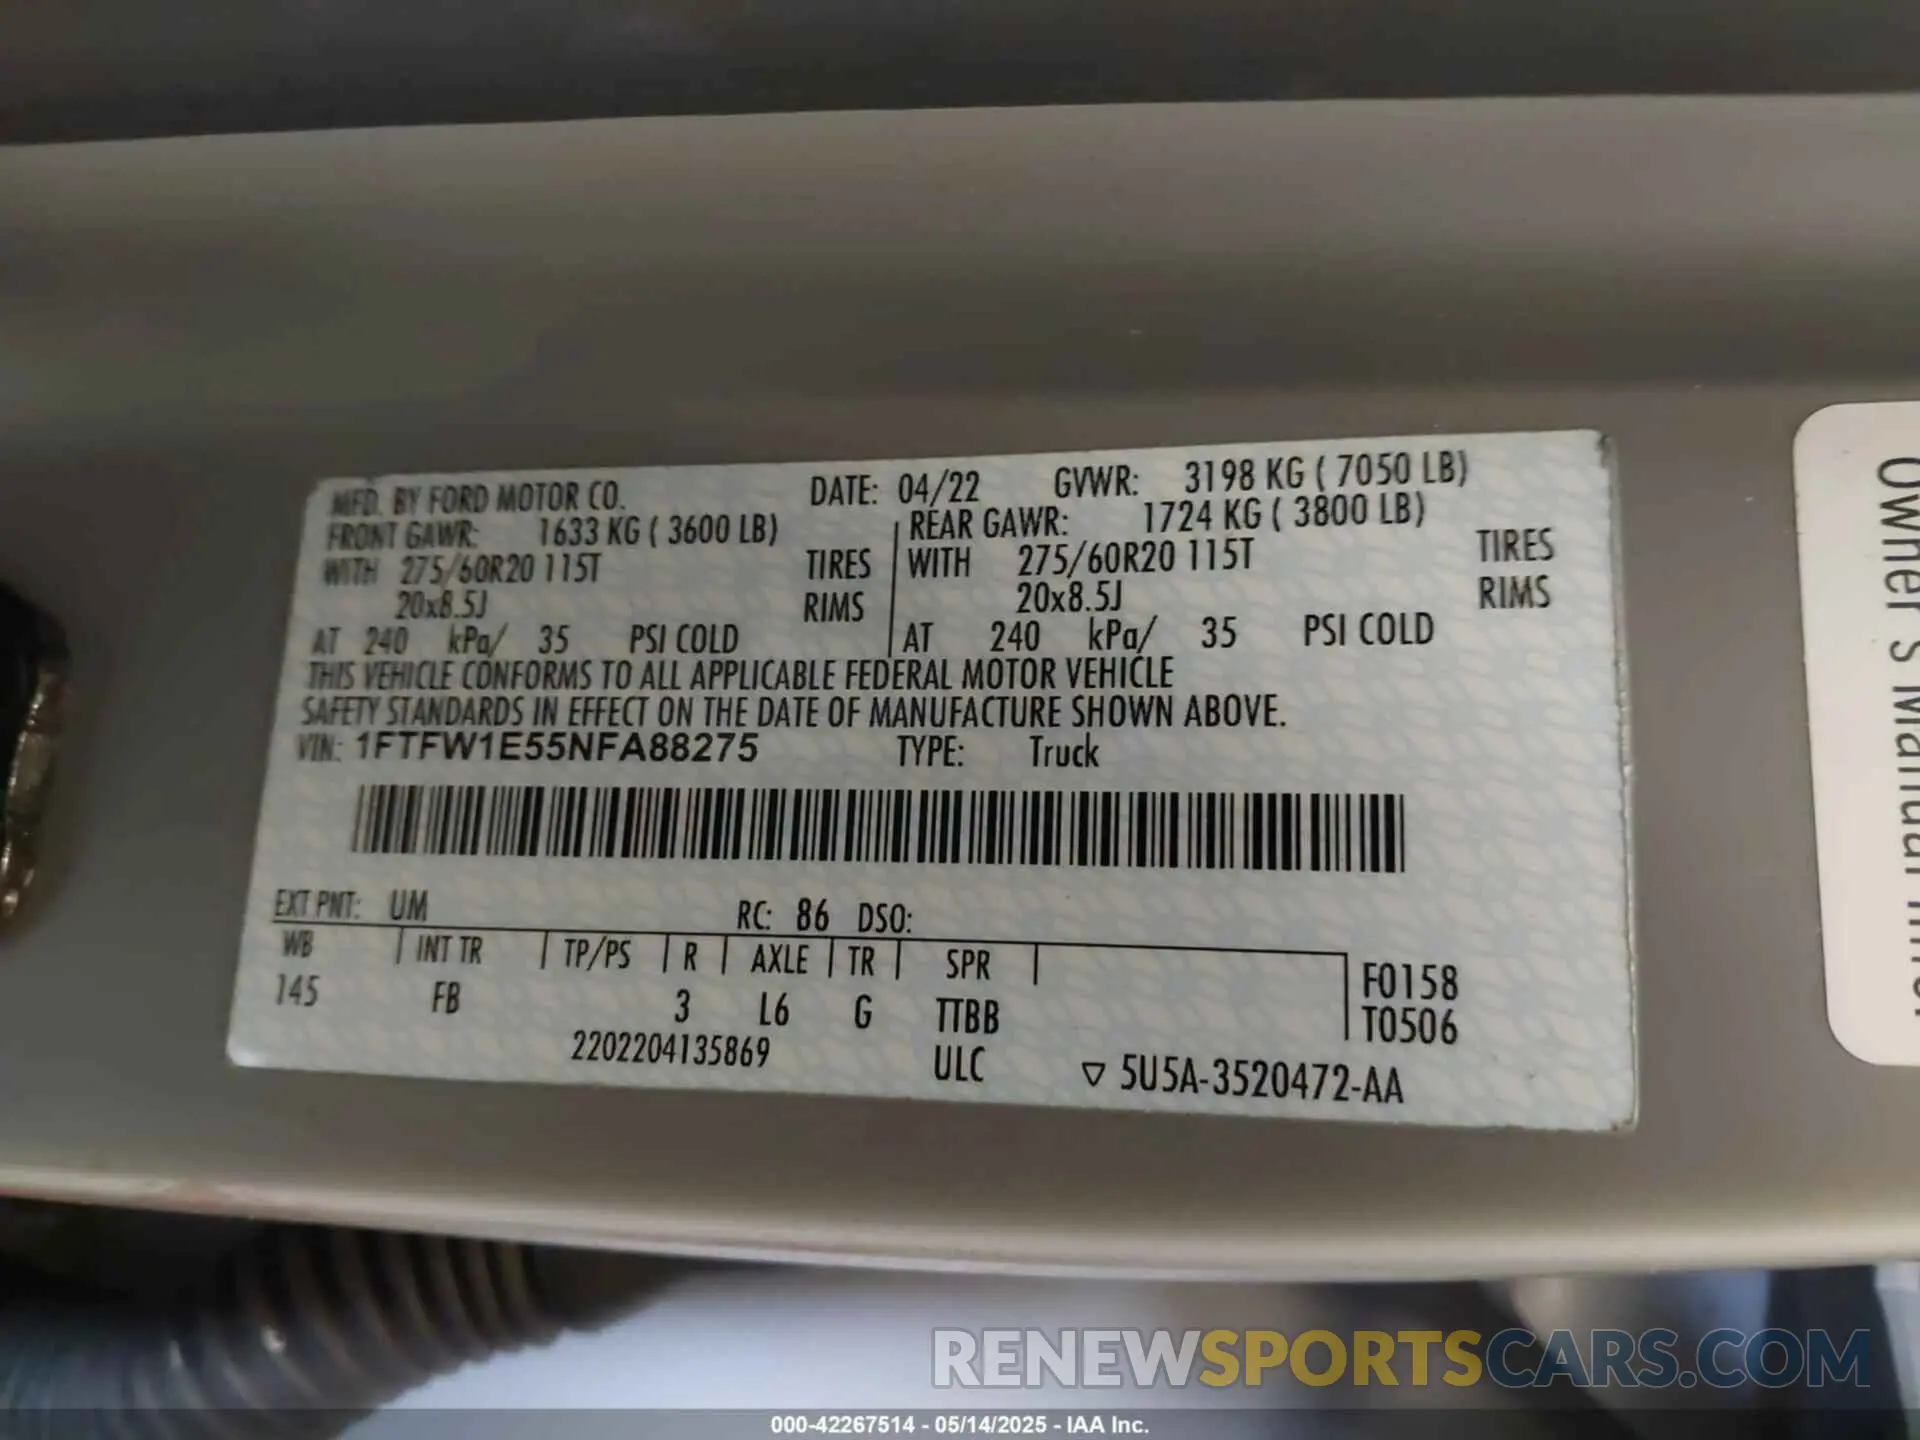 MFD. BY FORD MOTOR CO. DATE: 04/22 GVWR: 3198 KG ( 7050 LB)
FRONT GAWR: 1633 KG ( 3600 LB) REAR GAWR: 1724 KG ( 3800 LB)
WITH 275/60R20 115T TIRES WITH 275/60R20 115T TIRES
20x8.5J RIMS 20x8.5J RIMS
AT 240 kPa/ 35 PSI COLD AT 240 kPa/ 35 PSI COLD
THIS VEHICLE CONFORMS TO ALL APPLICABLE FEDERAL MOTOR VEHICLE
SAFETY STANDARDS IN EFFECT ON THE DATE OF MANUFACTURE SHOWN ABOVE.
VIN: 1FTFW1E55NFA88275 TYPE: Truck
EXT PNT: UM RC: 86 DSO:
WB INT TR TP/PS R AXLE TR SPR
145 FB 3 L6 G TTBB
F0158
T0506
2202204135869 ULC ▽ 5U5A-3520472-AA
Owner's Manual
RENEWSPORTSCARS.COM
000-42267514 - 05/14/2025 - IAA Inc.